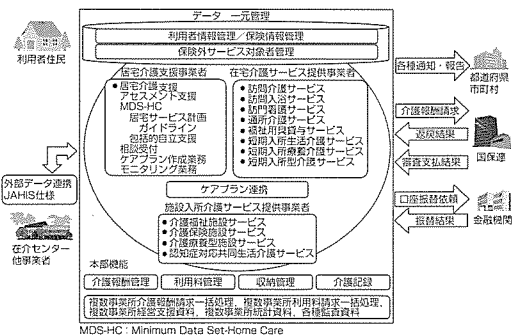 データ 一元管理
利用者情報管理／保険情報管理
保険外サービス対象者管理
利用者住民
居宅介護支援事業者
● 居宅介護支援
アセスメント支援
MDS-HC
居宅サービス計画
ガイドライン
包括的自立支援
相談受付
ケアプラン作成業務
モニタリング業務
在宅介護サービス提供事業者
● 訪問介護サービス
● 訪問入浴サービス
● 訪問看護サービス
● 通所介護サービス
● 福祉用具貸与サービス
● 短期入所生活介護サービス
● 短期入所療養介護サービス
● 短期入所型介護サービス
ケアプラン連携
施設入所介護サービス提供事業者
● 介護福祉施設サービス
● 介護保険施設サービス
● 介護療養型施設サービス
● 認知症対応共同生活介護サービス
外部データ連携
JAHIS仕様
在介センター
他事業者
各種通知・報告
都道府県
市町村
介護報酬請求
返戻結果
審査支払結果
国保連
口座振替依頼
振替結果
金融機関
本部機能
介護報酬管理
利用料管理
収納管理
介護記録
複数事業所介護報酬請求一括処理，複数事業所利用料請求一括処理，
複数事業所経営支援資料，複数事業所統計資料，各種監査資料
MDS-HC：Minimum Data Set-Home Care